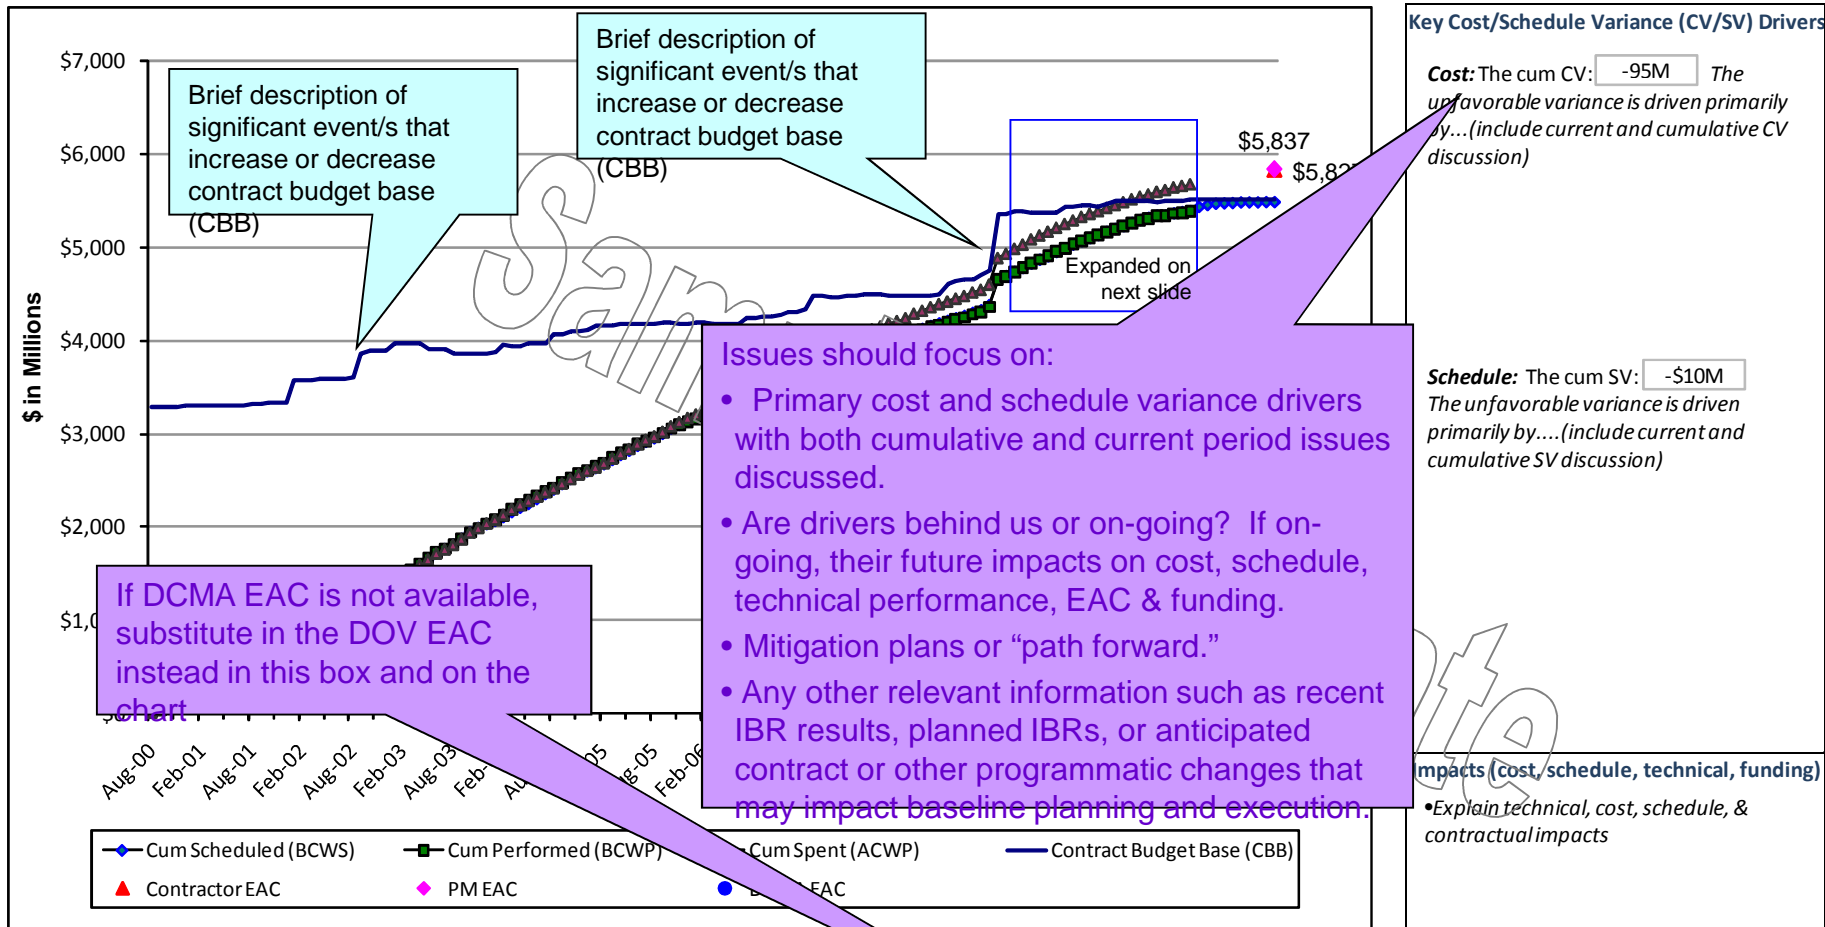 $7,000
$6,000
$5,000
$4,000
$3,000
$2,000
$ in Millions
Brief description of
significant event/s that
increase or decrease
contract budget base
(CBB)
Brief description of
significant event/s that
increase or decrease
contract budget base
(CBB)
$5,837
Expanded on
next slide
Issues should focus on:
• Primary cost and schedule variance drivers
with both cumulative and current period issues
discussed.
• Are drivers behind us or on-going? If on-
going, their future impacts on cost, schedule,
technical performance, EAC & funding.
• Mitigation plans or “path forward.”
• Any other relevant information such as recent
IBR results, planned IBRs, or anticipated
contract or other programmatic changes that
may impact baseline planning and execution.
If DCMA EAC is not available,
substitute in the DOV EAC
instead in this box and on the
chart
Aug-00
Feb-01
Aug-01
Feb-02
Aug-02
Feb-03
Aug-03
Cum Scheduled (BCWS)
Cum Performed (BCWP)
Cum Spent (ACWP)
Contract Budget Base (CBB)
Contractor EAC
PM EAC
EAC
Key Cost/Schedule Variance (CV/SV) Drivers
Cost: The cum CV: -95M The
unfavorable variance is driven primarily
by...(include current and cumulative CV
discussion)
Schedule: The cum SV: -$10M
The unfavorable variance is driven
primarily by....(include current and
cumulative SV discussion)
Impacts (cost, schedule, technical, funding)
•Explain technical, cost, schedule, &
contractual impacts